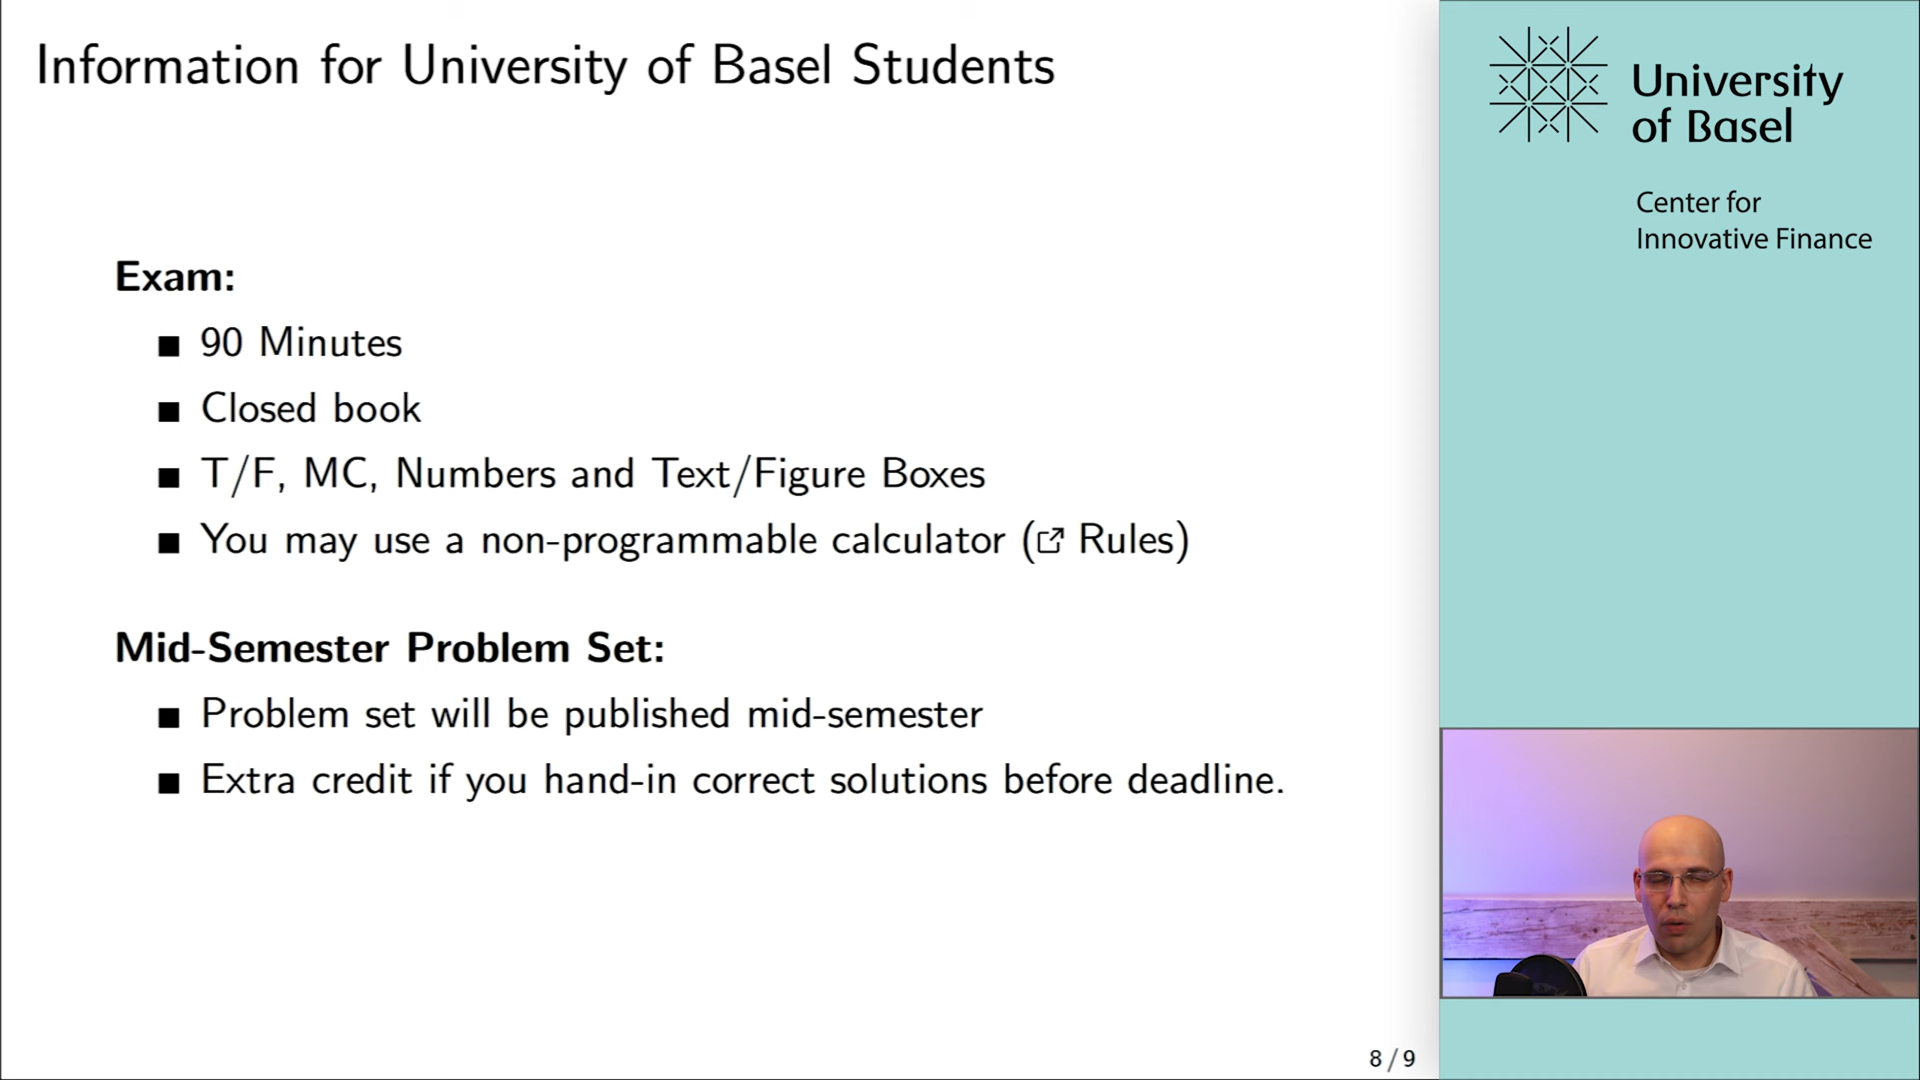 Information for University of Basel Students
Exam:
90 Minutes
Closed book
T/F, MC, Numbers and Text/Figure Boxes
You may use a non-programmable calculator ( Rules)
Mid-Semester Problem Set:
Problem set will be published mid-semester
Extra credit if you hand-in correct solutions before deadline.
8 / 9
University
of Basel
Center for
Innovative Finance